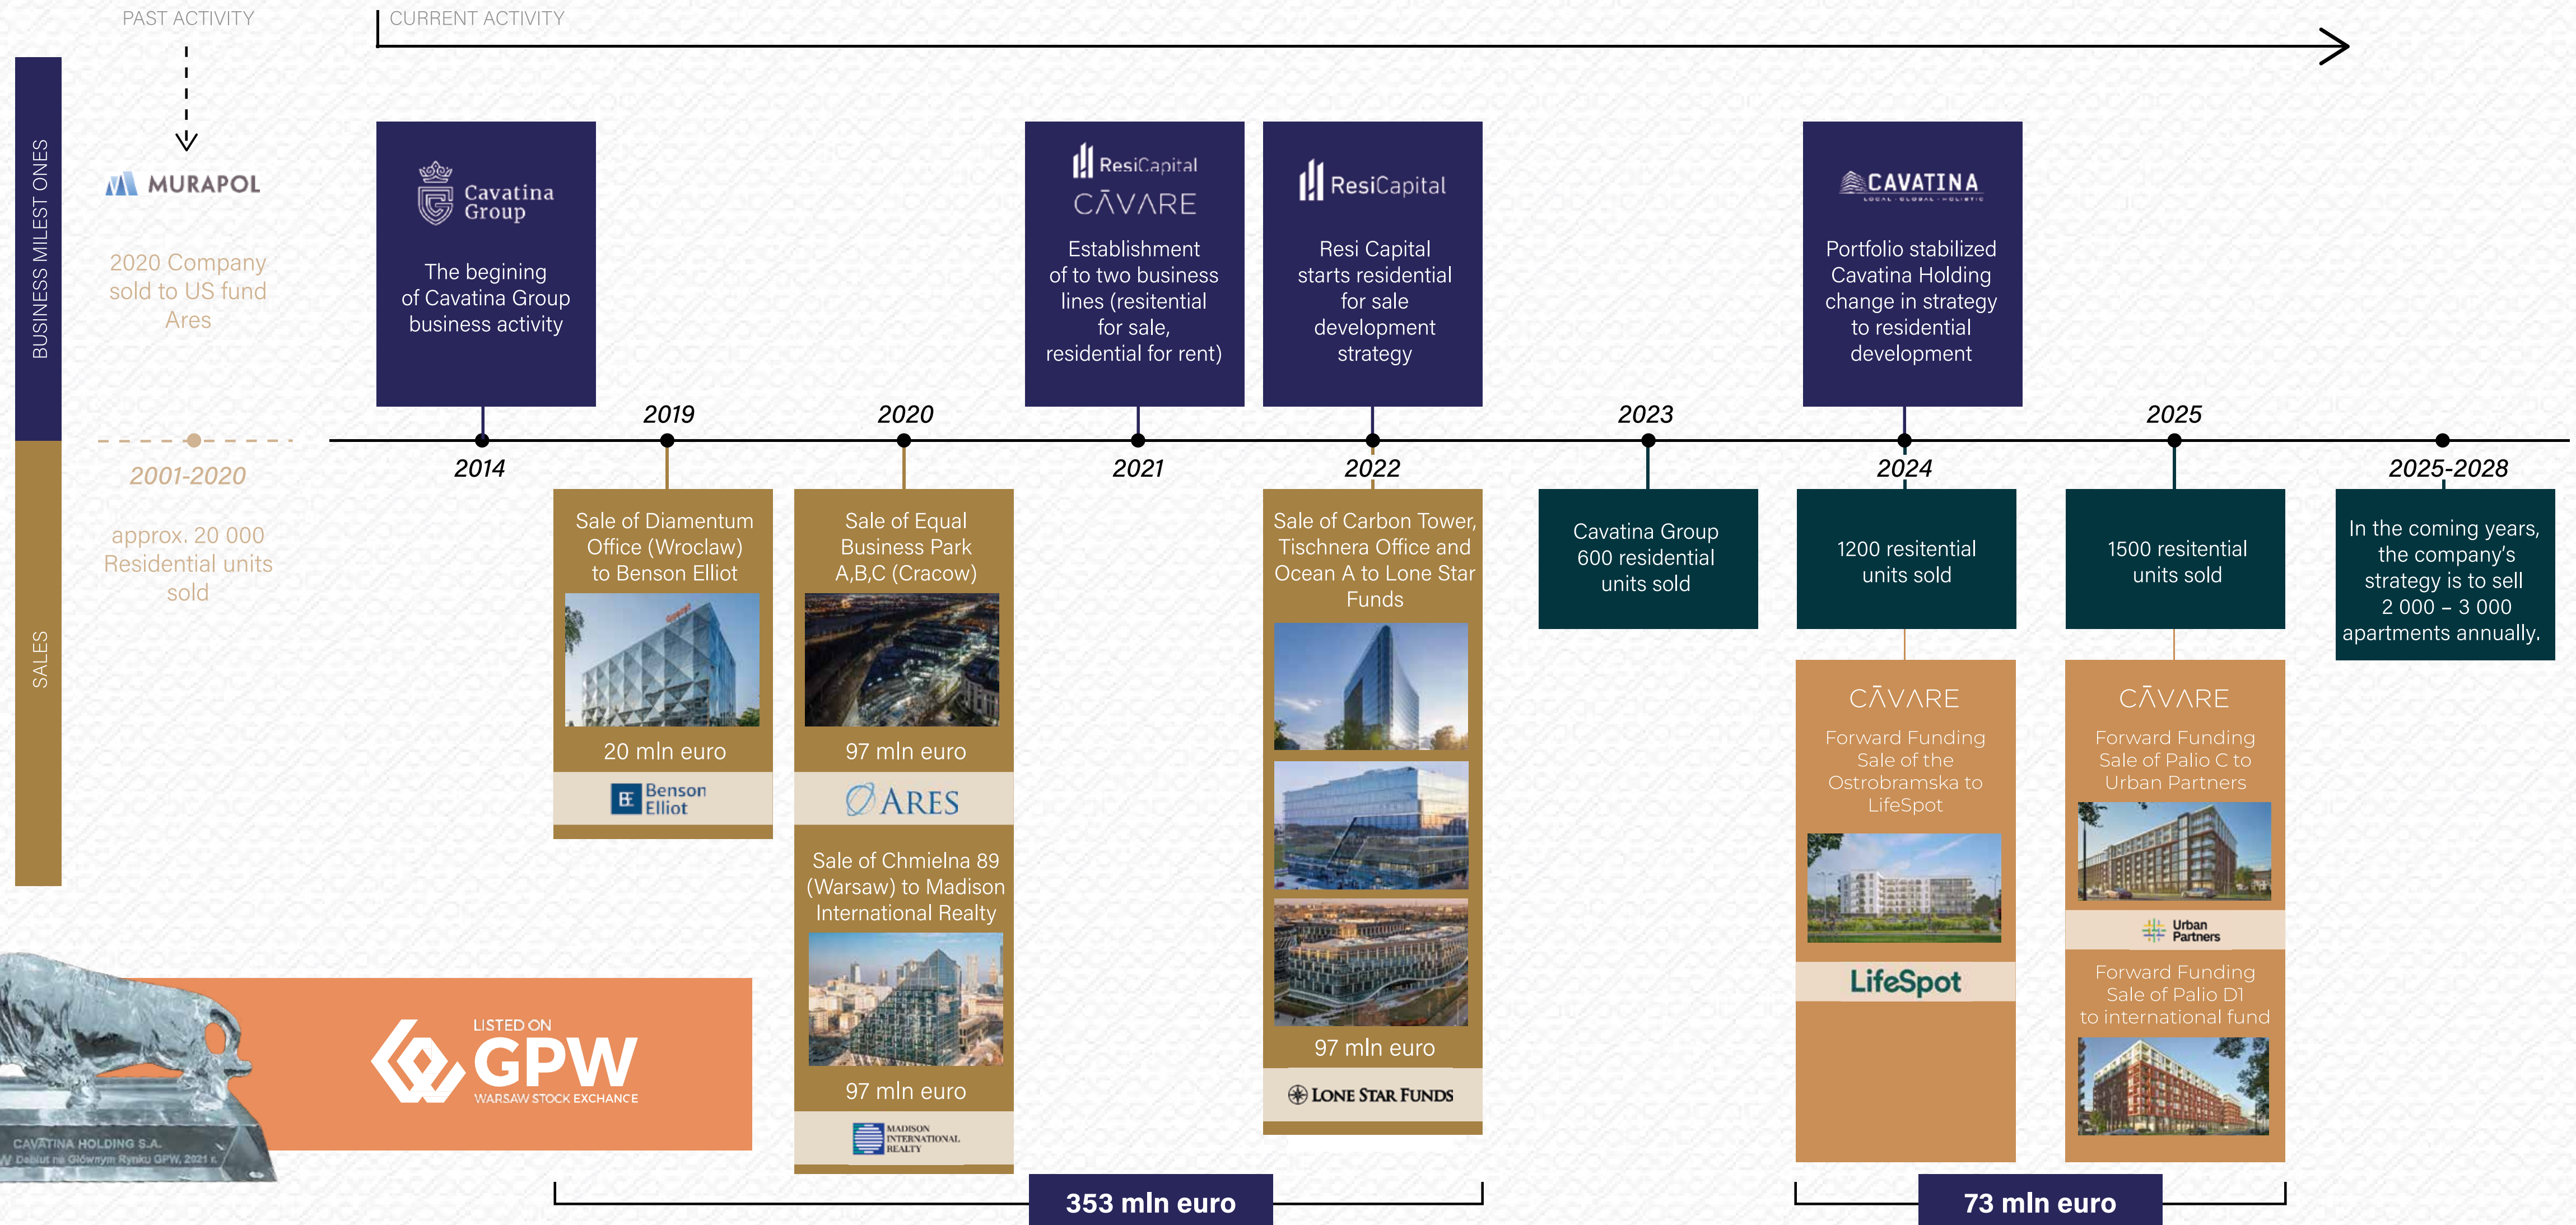 PAST ACTIVITY
CURRENT ACTIVITY
BUSINESS MILEST ONES
SALES
MURAPOL
2020 Company
sold to US fund
Ares
2001-2020
approx. 20 000
Residential units
sold
Cavatina
Group
The begining
of Cavatina Group
business activity
2014
2019
Sale of Diamentum
Office (Wroclaw)
to Benson Elliot
20 mln euro
BE Benson
Elliot
2020
Sale of Equal
Business Park
A,B,C (Cracow)
97 mln euro
ARES
Sale of Chmielna 89
(Warsaw) to Madison
International Realty
97 mln euro
MADISON
INTERNATIONAL
REALTY
ResiCapital
CĀVARE
Establishment
of to two business
lines (resitential
for sale,
residential for rent)
2021
ResiCapital
Resi Capital
starts residential
for sale
development
strategy
2022
Sale of Carbon Tower,
Tischnera Office and
Ocean A to Lone Star
Funds
97 mln euro
LONE STAR FUNDS
2023
Cavatina Group
600 residential
units sold
CAVATINA
LOCAL · GLOBAL · HOLISTIC
Portfolio stabilized
Cavatina Holding
change in strategy
to residential
development
2024
1200 resitential
units sold
CĀVARE
Forward Funding
Sale of the
Ostrobramska to
LifeSpot
LifeSpot
2025
1500 resitential
units sold
CĀVARE
Forward Funding
Sale of Palio C to
Urban Partners
Urban
Partners
Forward Funding
Sale of Palio D1
to international fund
2025-2028
In the coming years,
the company's
strategy is to sell
2 000 – 3 000
apartments annually.
LISTED ON
GPW
WARSAW STOCK EXCHANGE
CAVATINA HOLDING S.A.
Debiut na Głównym Rynku GPW, 2021 r.
353 mln euro
73 mln euro